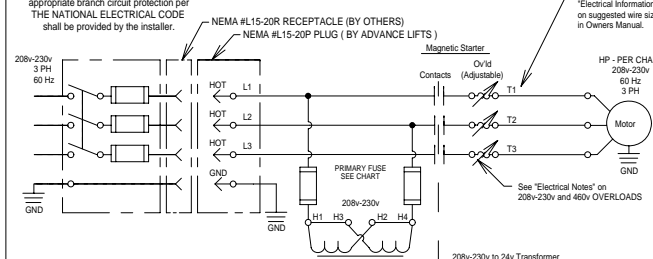 appropriate branch circuit protection per
THE NATIONAL ELECTRICAL CODE
shall be provided by the installer.
NEMA #L15-20R RECEPTACLE (BY OTHERS)
NEMA #L15-20P PLUG ( BY ADVANCE LIFTS )
"Electrical Information
on suggested wire siz
in Owners Manual.
Magnetic Starter
Contacts
Ov'ld
(Adjustable)
208v-230v
3 PH
60 Hz
HP - PER CHA
208v-230v
60 Hz
3 PH
HOT
L1
T1
HOT
L2
T2
Motor
HOT
L3
T3
GND
GND
GND
GND
PRIMARY FUSE
SEE CHART
See "Electrical Notes" on
208v-230v and 460v OVERLOADS
208v-230v
H1
H3
H2
H4
208v-230v to 24v Transformer